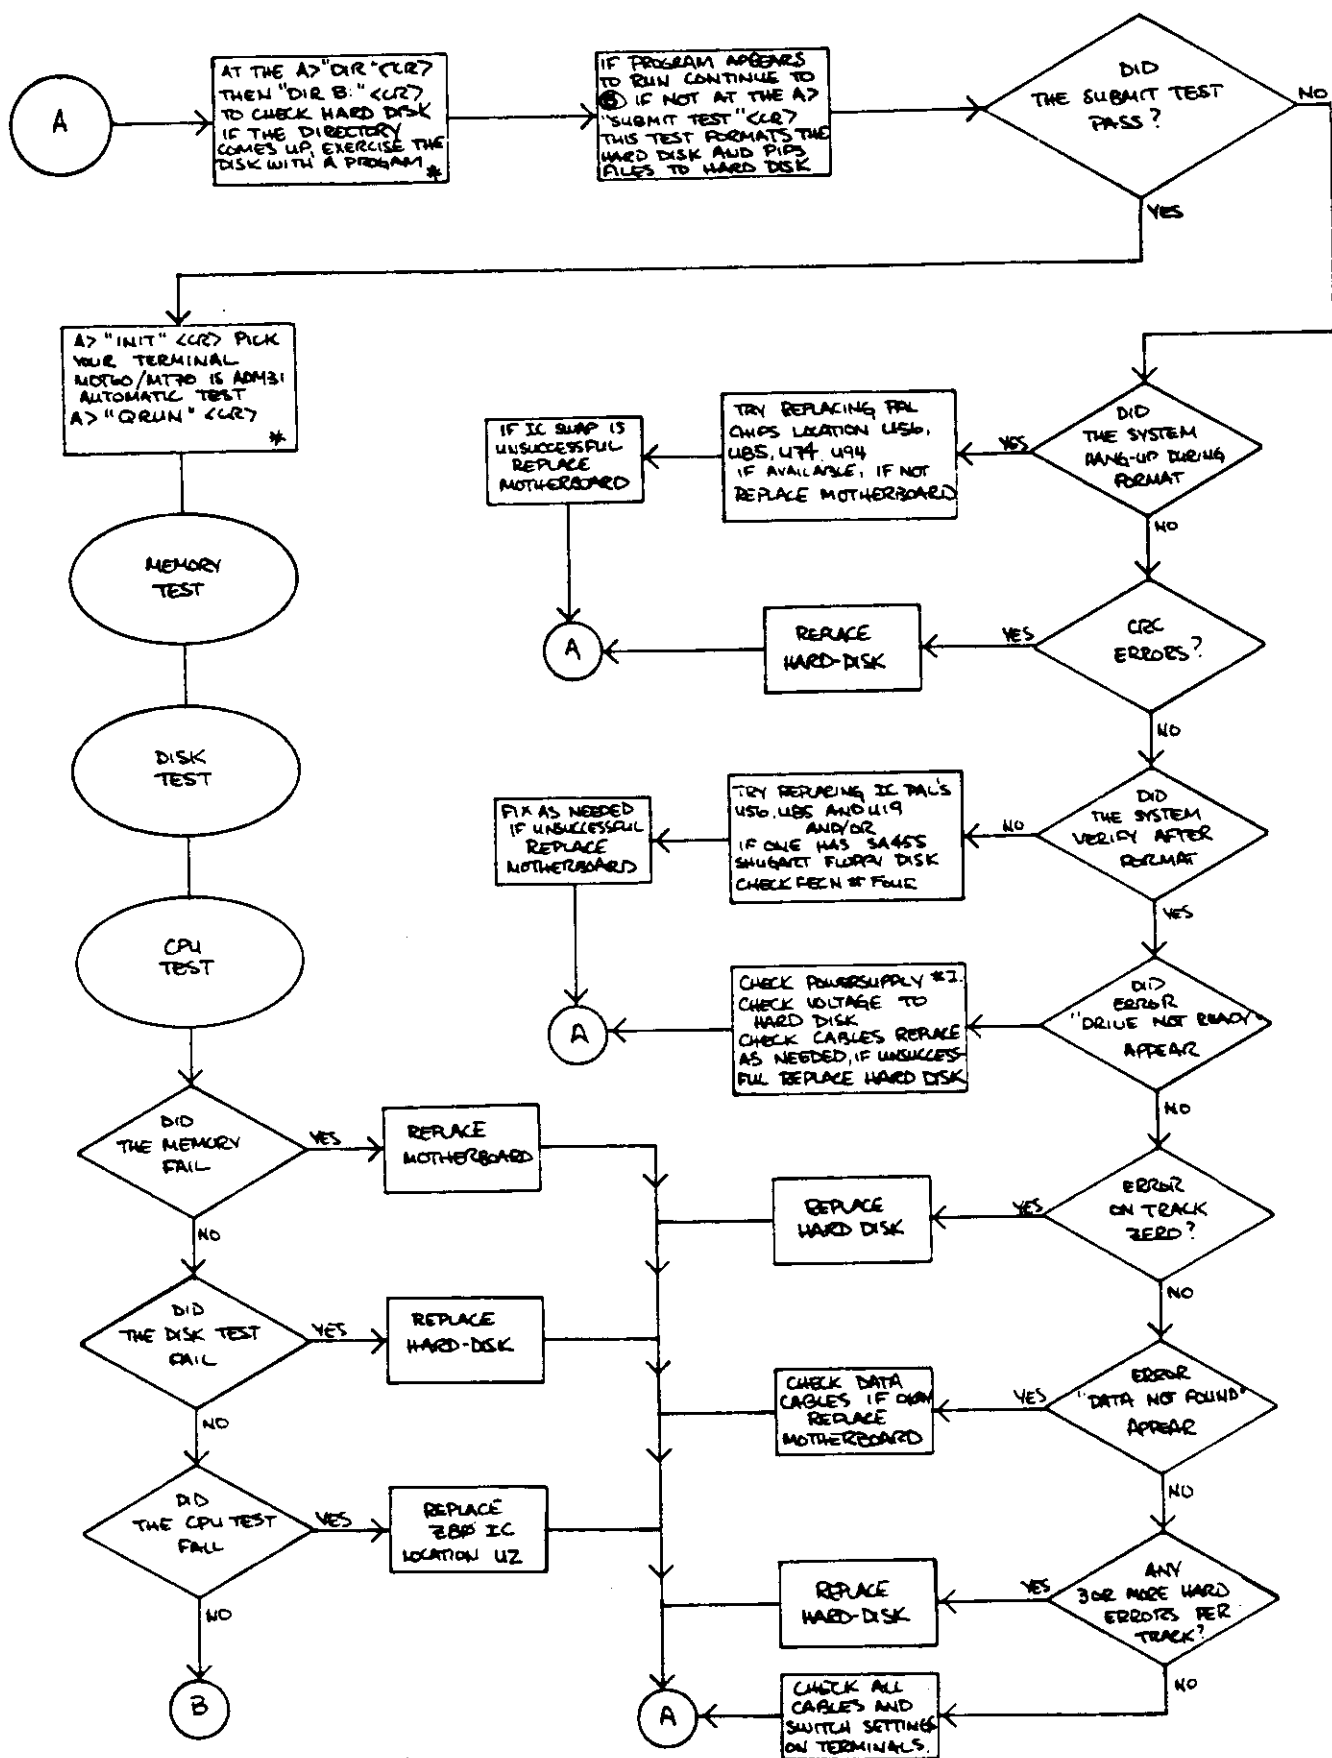 A
AT THE A>"DIR"<CR>
THEN "DIR B:"<CR>
TO CHECK HARD DISK
IF THE DIRECTORY
COMES UP, EXERCISE THE
DISK WITH A PROGAM
*
IF PROGRAM APPEARS
TO RUN CONTINUE TO
B IF NOT AT THE A>
"SUBMIT TEST"<CR>
THIS TEST FORMATS THE
HARD DISK AND PIPS
FILES TO HARD DISK
DID
THE SUBMIT TEST
PASS?
NO
YES
A> "INIT" <CR> PICK
YOUR TERMINAL
MDT60/MT70 IS ADM31
AUTOMATIC TEST
A> "QRUN" <CR>
*
MEMORY
TEST
DISK
TEST
CPU
TEST
DID
THE MEMORY
FAIL
YES
REPLACE
MOTHERBOARD
NO
DID
THE DISK TEST
FAIL
YES
REPLACE
HARD-DISK
NO
DID
THE CPU TEST
FAIL
YES
REPLACE
Z80 IC
LOCATION U2
NO
B
DID
THE SYSTEM
HANG-UP DURING
FORMAT
YES
TRY REPLACING PAL
CHIPS LOCATION U56,
U85, U74, U94
IF AVAILABLE, IF NOT
REPLACE MOTHERBOARD
IF IC SWAP IS
UNSUCCESSFUL
REPLACE
MOTHERBOARD
NO
CRC
ERRORS?
YES
REPLACE
HARD-DISK
A
NO
DID
THE SYSTEM
VERIFY AFTER
FORMAT
NO
TRY REPLACING IC PAL'S
U56, U85 AND U19
AND/OR
IF ONE HAS SA455
SHUGART FLOPPY DISK
CHECK FECN # FOUR
FIX AS NEEDED
IF UNSUCCESSFUL
REPLACE
MOTHERBOARD
YES
DID
ERROR
"DRIVE NOT READY"
APPEAR
CHECK POWERSUPPLY #1.
CHECK VOLTAGE TO
HARD DISK
CHECK CABLES REPLACE
AS NEEDED, IF UNSUCCESS-
FUL REPLACE HARD DISK
A
NO
ERROR
ON TRACK
ZERO?
YES
REPLACE
HARD DISK
NO
ERROR
"DATA NOT FOUND"
APPEAR
YES
CHECK DATA
CABLES IF OKAY
REPLACE
MOTHERBOARD
NO
ANY
3 OR MORE HARD
ERRORS PER
TRACK?
YES
REPLACE
HARD-DISK
NO
CHECK ALL
CABLES AND
SWITCH SETTINGS
ON TERMINALS.
A